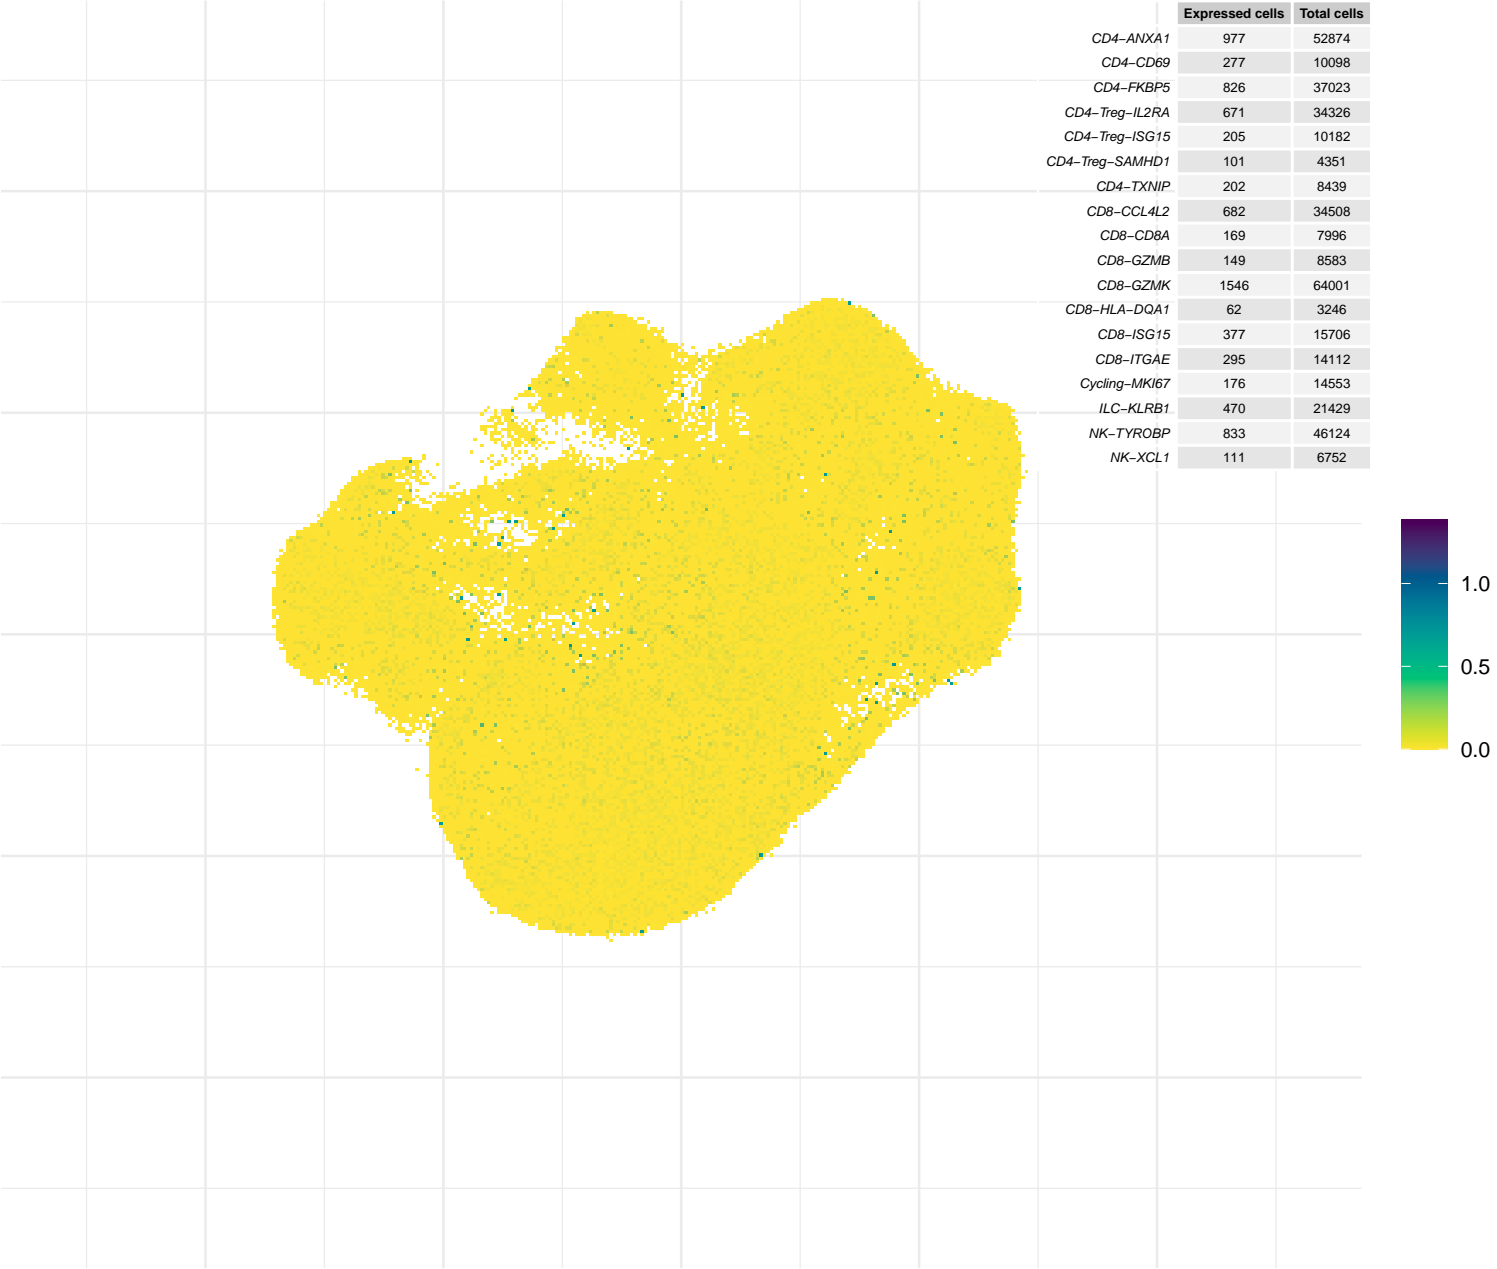 Expressed cells Total cells
CD4−ANXA1 977 52874
CD4−CD69 277 10098
CD4−FKBP5 826 37023
CD4−Treg−IL2RA 671 34326
CD4−Treg−ISG15 205 10182
CD4−Treg−SAMHD1 101 4351
CD4−TXNIP 202 8439
CD8−CCL4L2 682 34508
CD8−CD8A 169 7996
CD8−GZMB 149 8583
CD8−GZMK 1546 64001
CD8−HLA−DQA1 62 3246
CD8−ISG15 377 15706
CD8−ITGAE 295 14112
Cycling−MKI67 176 14553
ILC−KLRB1 470 21429
NK−TYROBP 833 46124
NK−XCL1 111 6752
1.0
0.5
0.0